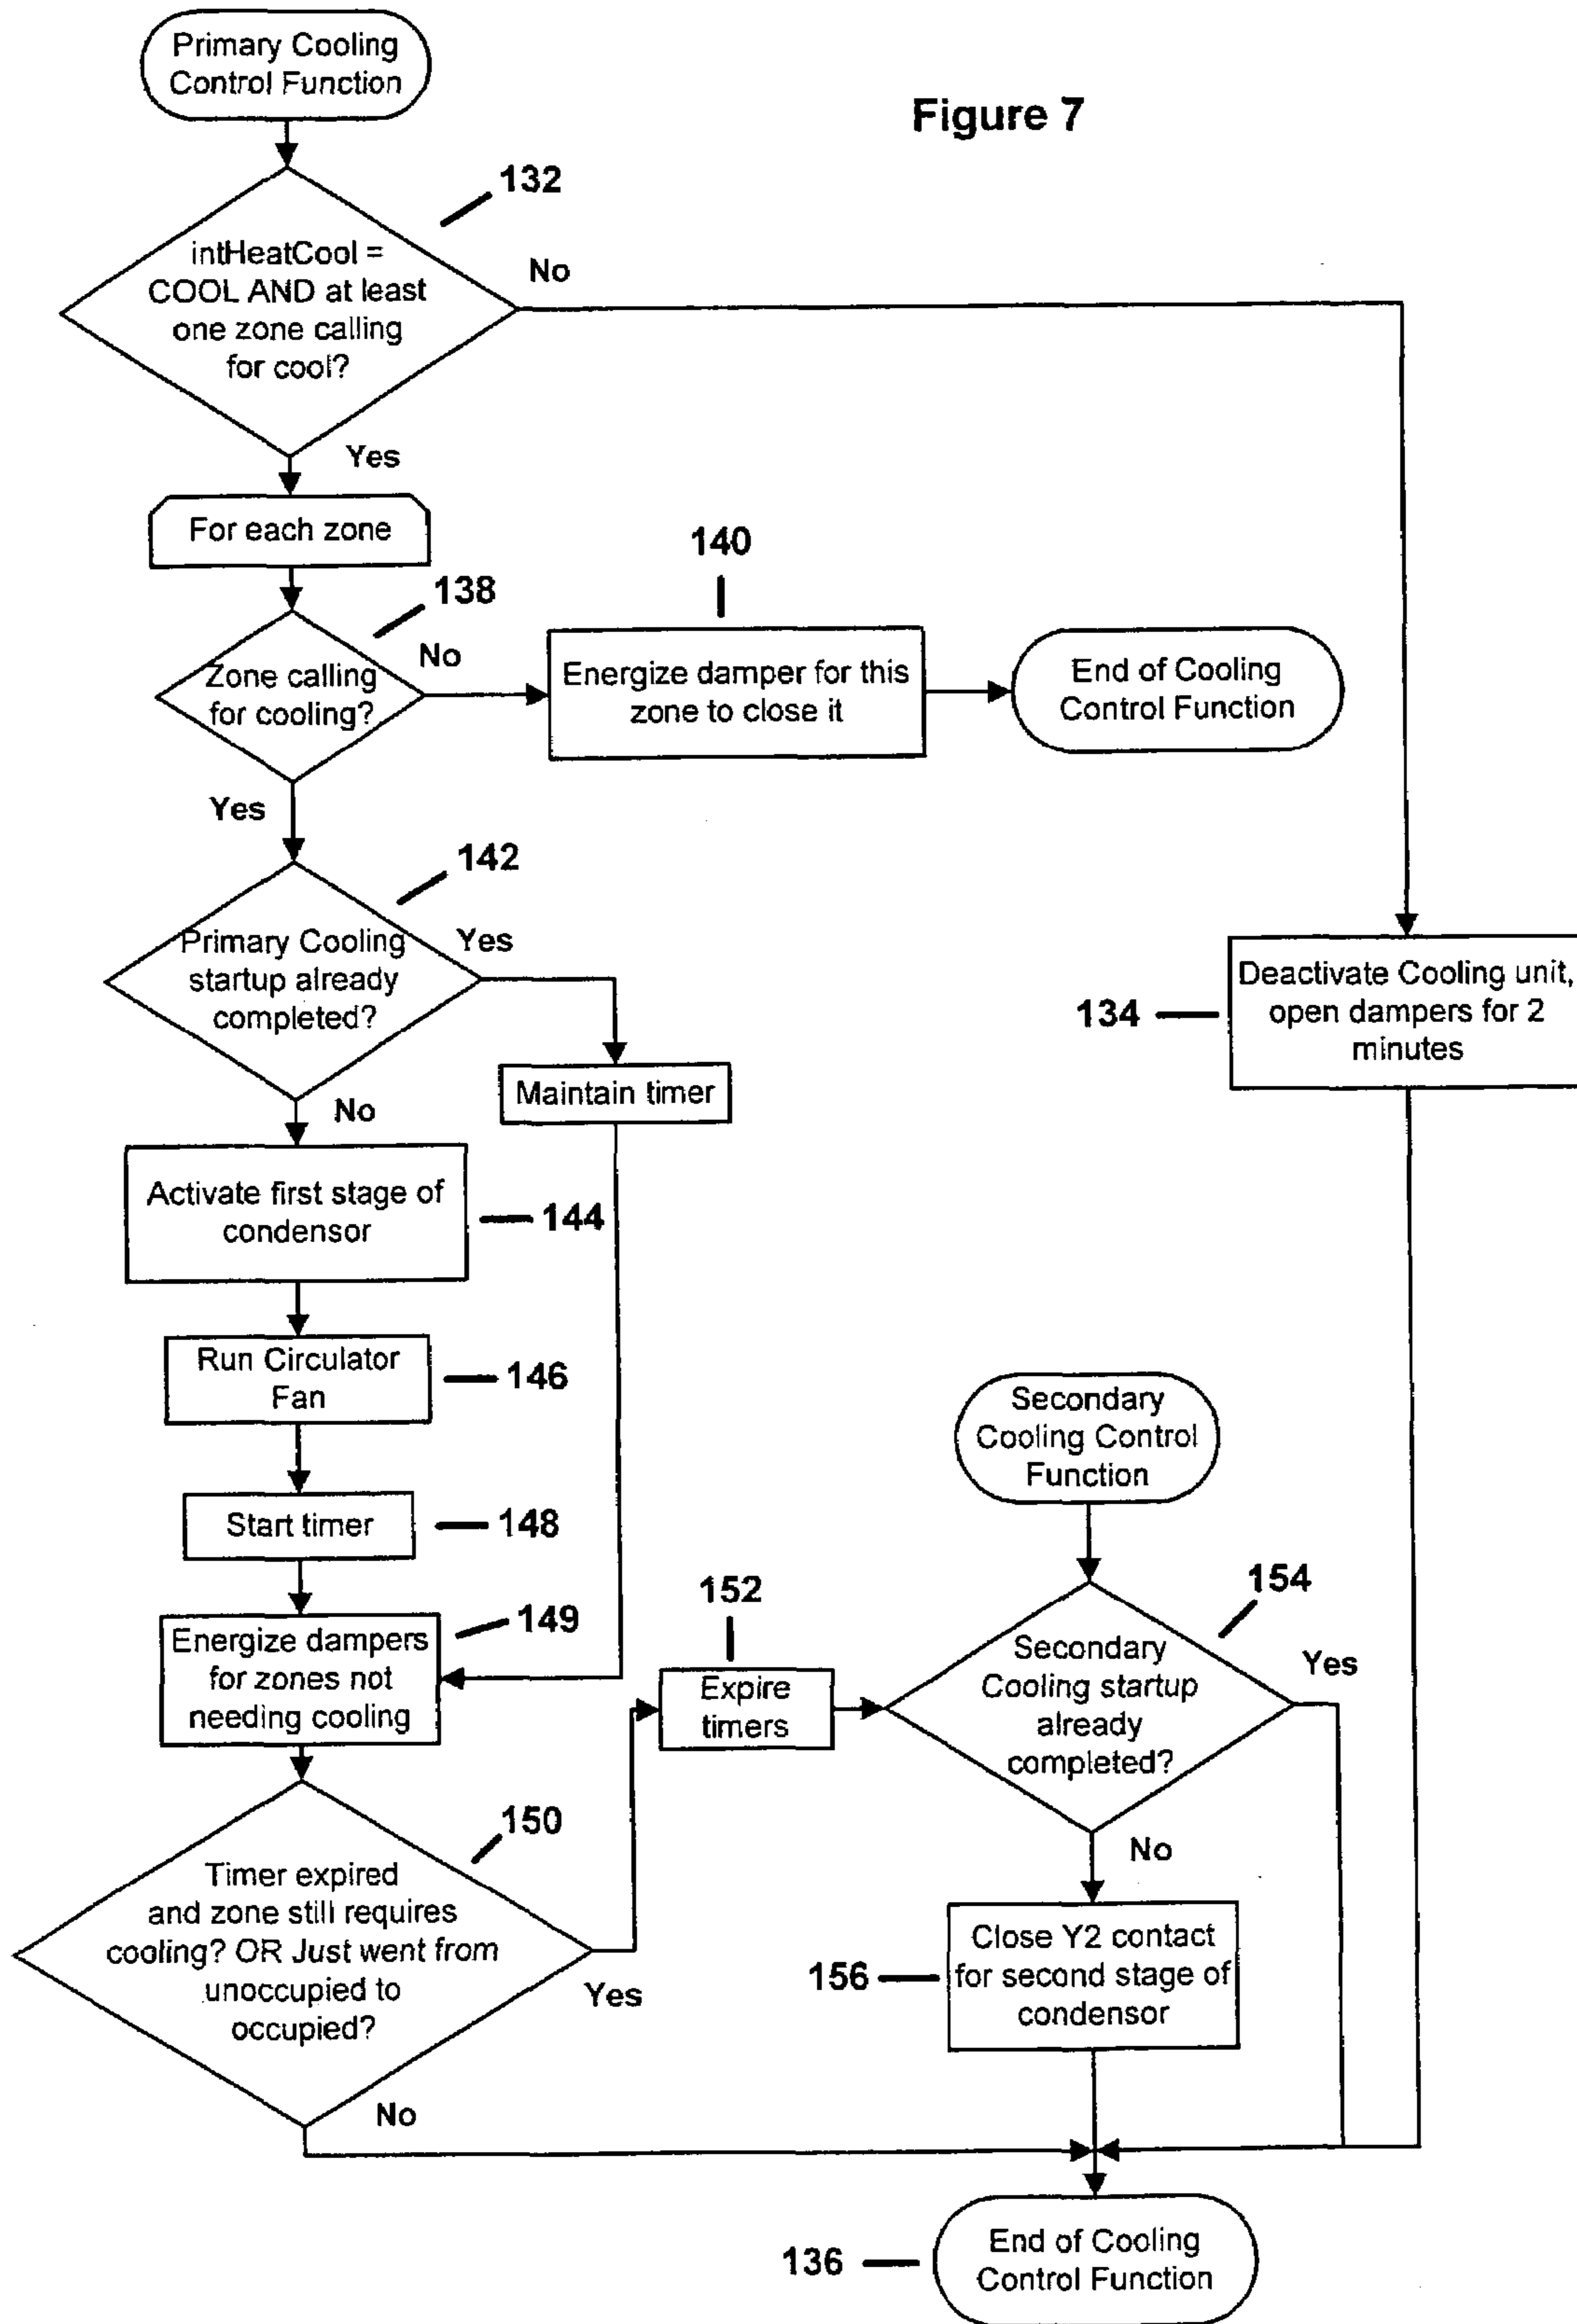 Primary Cooling
Control Function
Figure 7
132
intHeatCool =
COOL AND at least
one zone calling
for cool?
No
Yes
For each zone
138
Zone calling
for cooling?
No
140
Energize damper for this
zone to close it
End of Cooling
Control Function
Yes
142
Primary Cooling
startup already
completed?
Yes
Maintain timer
134
Deactivate Cooling unit,
open dampers for 2
minutes
No
Activate first stage of
condensor
144
Run Circulator
Fan
146
Start timer
148
Energize dampers
for zones not
needing cooling
149
Timer expired
and zone still requires
cooling? OR Just went from
unoccupied to
occupied?
150
Yes
No
152
Expire
timers
Secondary
Cooling Control
Function
154
Secondary
Cooling startup
already
completed?
Yes
No
156
Close Y2 contact
for second stage of
condensor
136
End of Cooling
Control Function